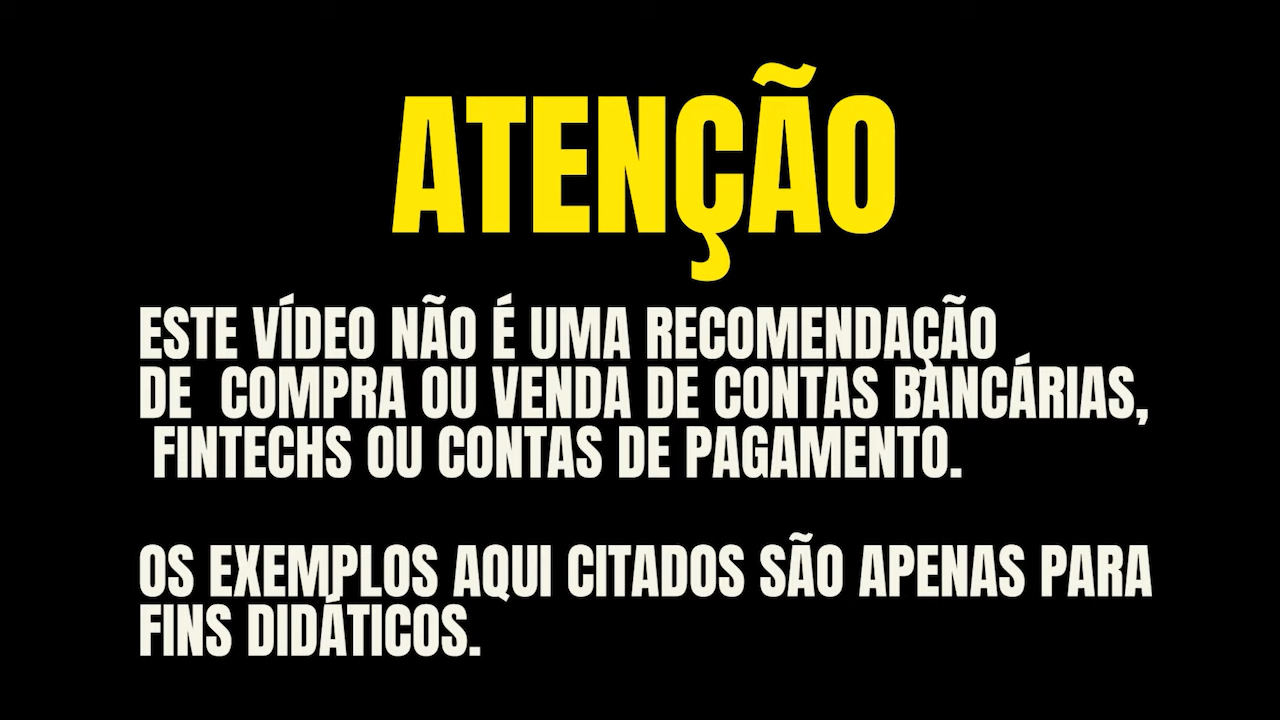 ATENÇÃO
ESTE VÍDEO NÃO É UMA RECOMENDAÇÃO
DE COMPRA OU VENDA DE CONTAS BANCÁRIAS,
FINTECHS OU CONTAS DE PAGAMENTO.
OS EXEMPLOS AQUI CITADOS SÃO APENAS PARA
FINS DIDÁTICOS.